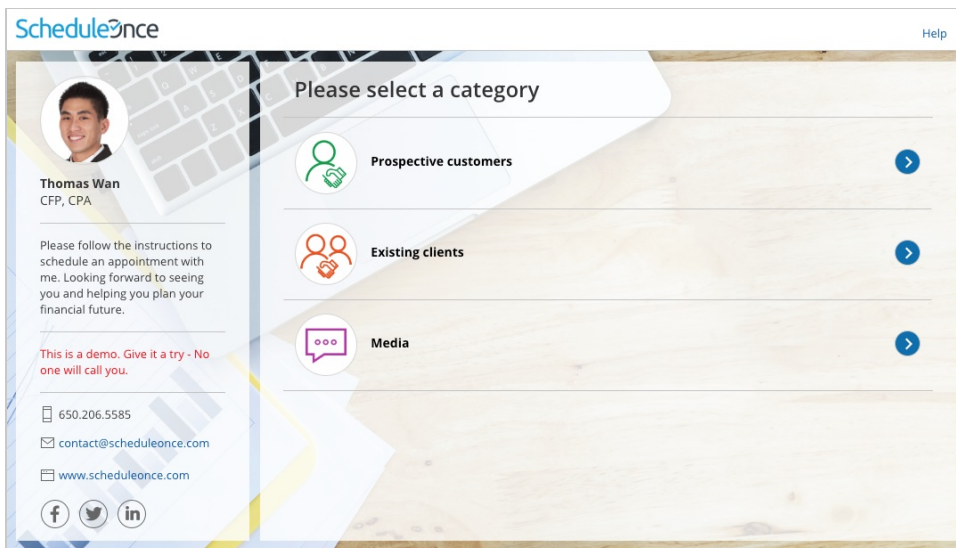 ScheduleOnce
Help
Thomas Wan
CFP, CPA
Please follow the instructions to
schedule an appointment with
me. Looking forward to seeing
you and helping you plan your
financial future.
This is a demo. Give it a try - No
one will call you.
650.206.5585
contact@scheduleonce.com
www.scheduleonce.com
Please select a category
Prospective customers
Existing clients
Media